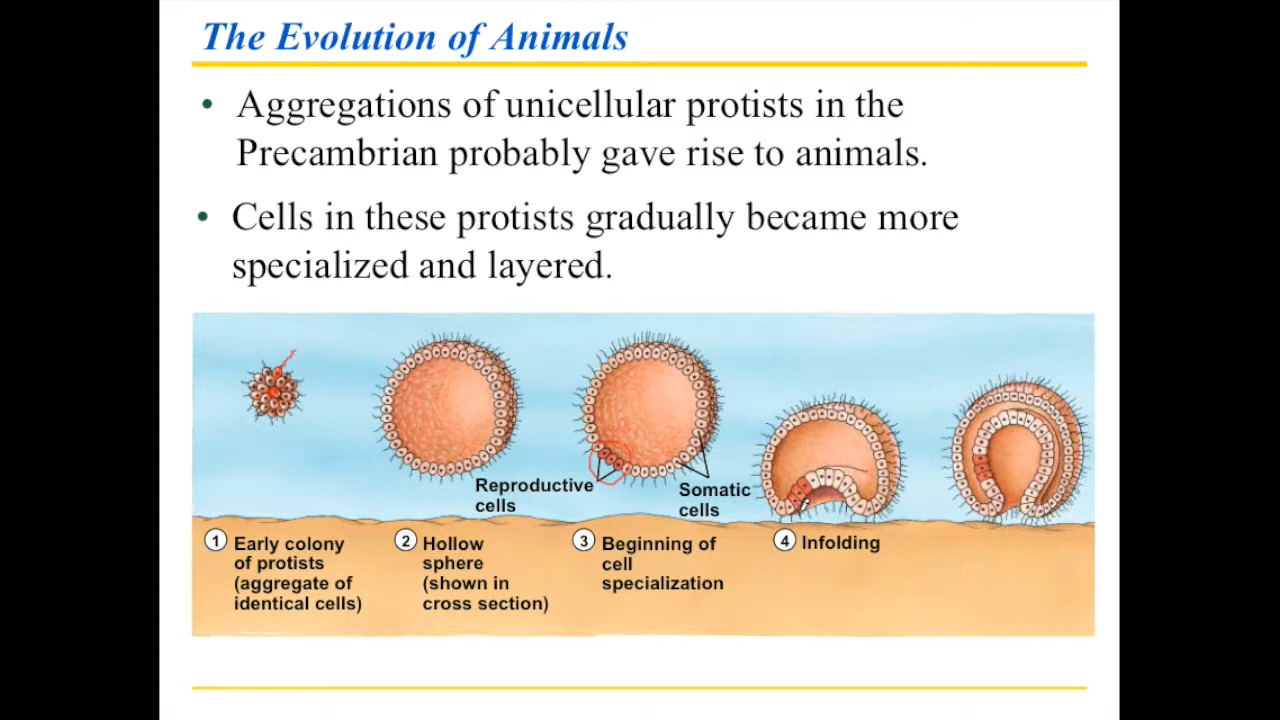 The Evolution of Animals
• Aggregations of unicellular protists in the
Precambrian probably gave rise to animals.
• Cells in these protists gradually became more
specialized and layered.
Reproductive
cells
Somatic
cells
1 Early colony
of protists
(aggregate of
identical cells)
2 Hollow
sphere
(shown in
cross section)
3 Beginning of
cell
specialization
4 Infolding